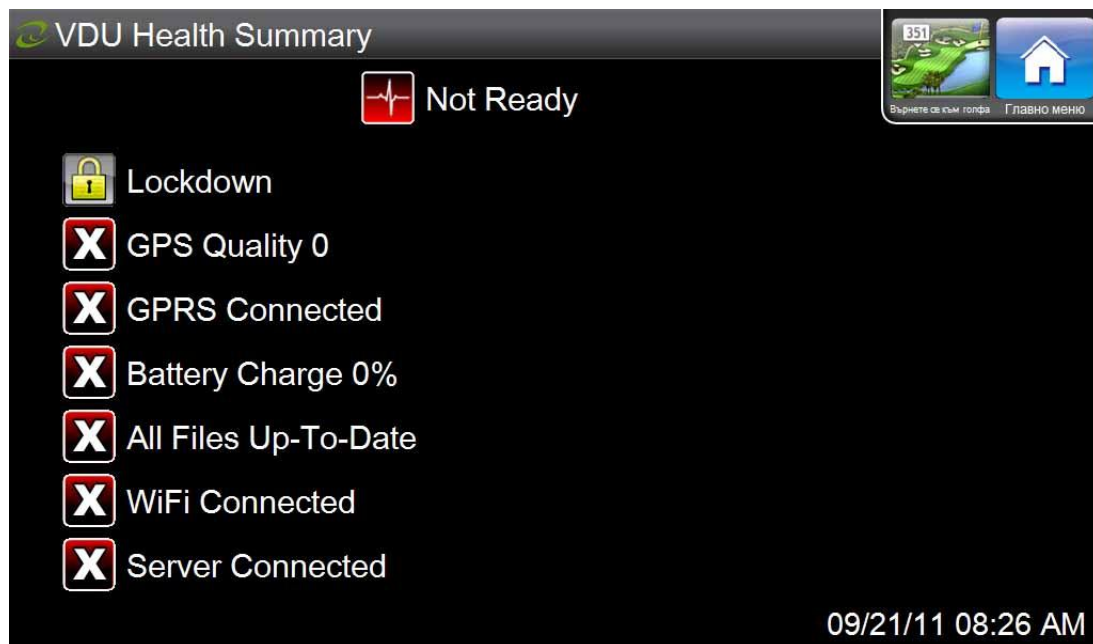 VDU Health Summary
351
Върнете се към голфа
Главно меню
Not Ready
Lockdown
X GPS Quality 0
X GPRS Connected
X Battery Charge 0%
X All Files Up-To-Date
X WiFi Connected
X Server Connected
09/21/11 08:26 AM